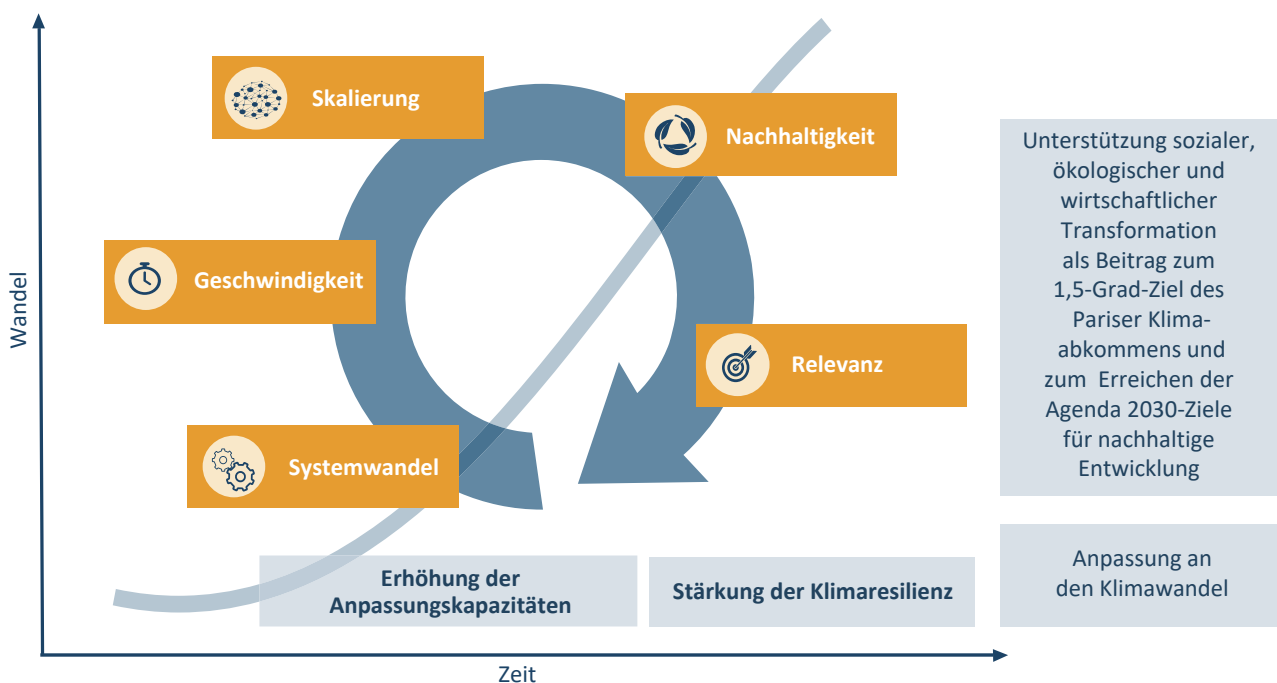 Skalierung
Nachhaltigkeit
Geschwindigkeit
Relevanz
Systemwandel
Wandel
Zeit
Erhöhung der
Anpassungskapazitäten
Stärkung der Klimaresilienz
Unterstützung sozialer,
ökologischer und
wirtschaftlicher
Transformation
als Beitrag zum
1,5-Grad-Ziel des
Pariser Klima-
abkommens und
zum Erreichen der
Agenda 2030-Ziele
für nachhaltige
Entwicklung
Anpassung an
den Klimawandel